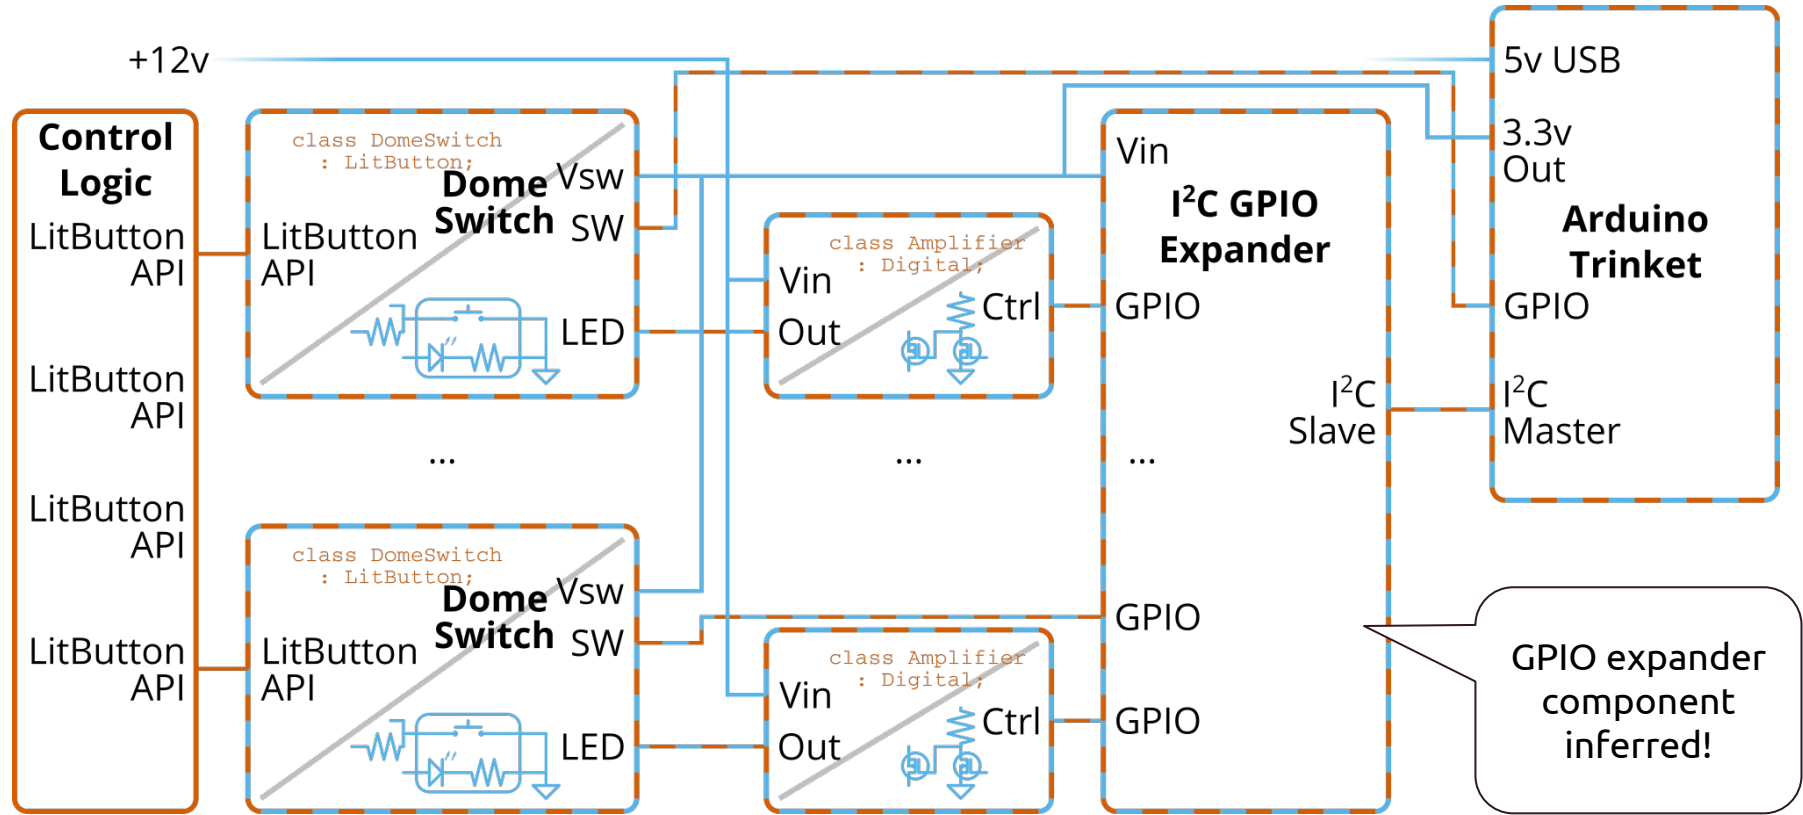 +12v
Control
Logic
LitButton
API
LitButton
API
LitButton
API
LitButton
API
class DomeSwitch
: LitButton;
Dome
Switch
Vsw
SW
LitButton
API
LED
...
class DomeSwitch
: LitButton;
Dome
Switch
Vsw
SW
LitButton
API
LED
class Amplifier
: Digital;
Vin
Ctrl
Out
...
class Amplifier
: Digital;
Vin
Ctrl
Out
Vin
I²C GPIO
Expander
GPIO
I²C
Slave
...
GPIO
GPIO
5v USB
3.3v
Out
Arduino
Trinket
GPIO
I²C
Master
GPIO expander
component
inferred!